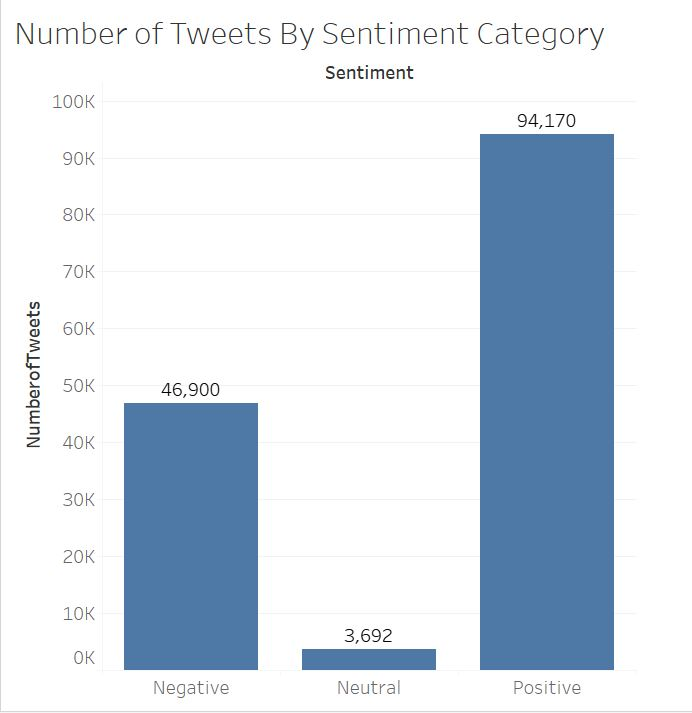 Number of Tweets By Sentiment Category
Sentiment
100K
90K
80K
70K
60K
50K
40K
30K
20K
10K
0K
NumberofTweets
46,900
3,692
94,170
Negative
Neutral
Positive